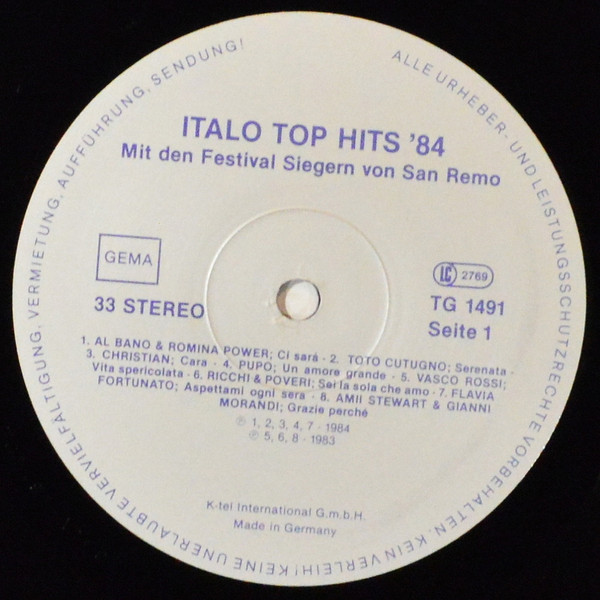 ALLE URHEBER- UND LEISTUNGSSCHUTZRECHTE VORBEHALTEN. KEIN VERLEIH! KEINE UNERLAUBTE VERVIELFÄLTIGUNG, VERMIETUNG, AUFFÜHRUNG, SENDUNG!
ITALO TOP HITS '84
Mit den Festival Siegern von San Remo
GEMA
LC 2769
33 STEREO
TG 1491
Seite 1
1. AL BANO & ROMINA POWER; Ci sarà - 2. TOTO CUTUGNO; Serenata -
3. CHRISTIAN; Cara - 4. PUPO; Un amore grande - 5. VASCO ROSSI;
Vita spericolata - 6. RICCHI & POVERI; Sei la sola che amo - 7. FLAVIA
FORTUNATO; Aspettami ogni sera - 8. AMII STEWART & GIANNI
MORANDI; Grazie perché
℗ 1, 2, 3, 4, 7 - 1984
℗ 5, 6, 8 - 1983
K-tel International G.m.b.H.
Made in Germany